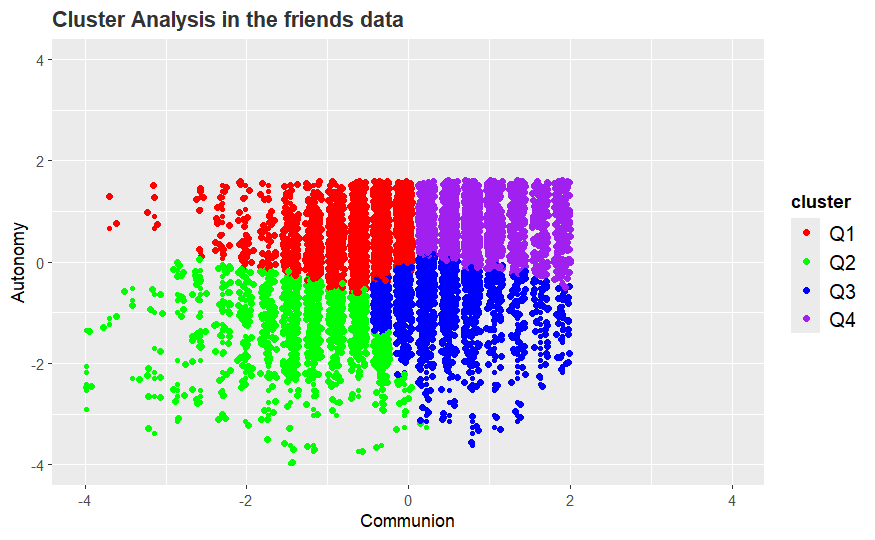 Cluster Analysis in the friends data
4
2
0
-2
-4
Autonomy
-4
-2
0
2
4
Communion
cluster
Q1
Q2
Q3
Q4